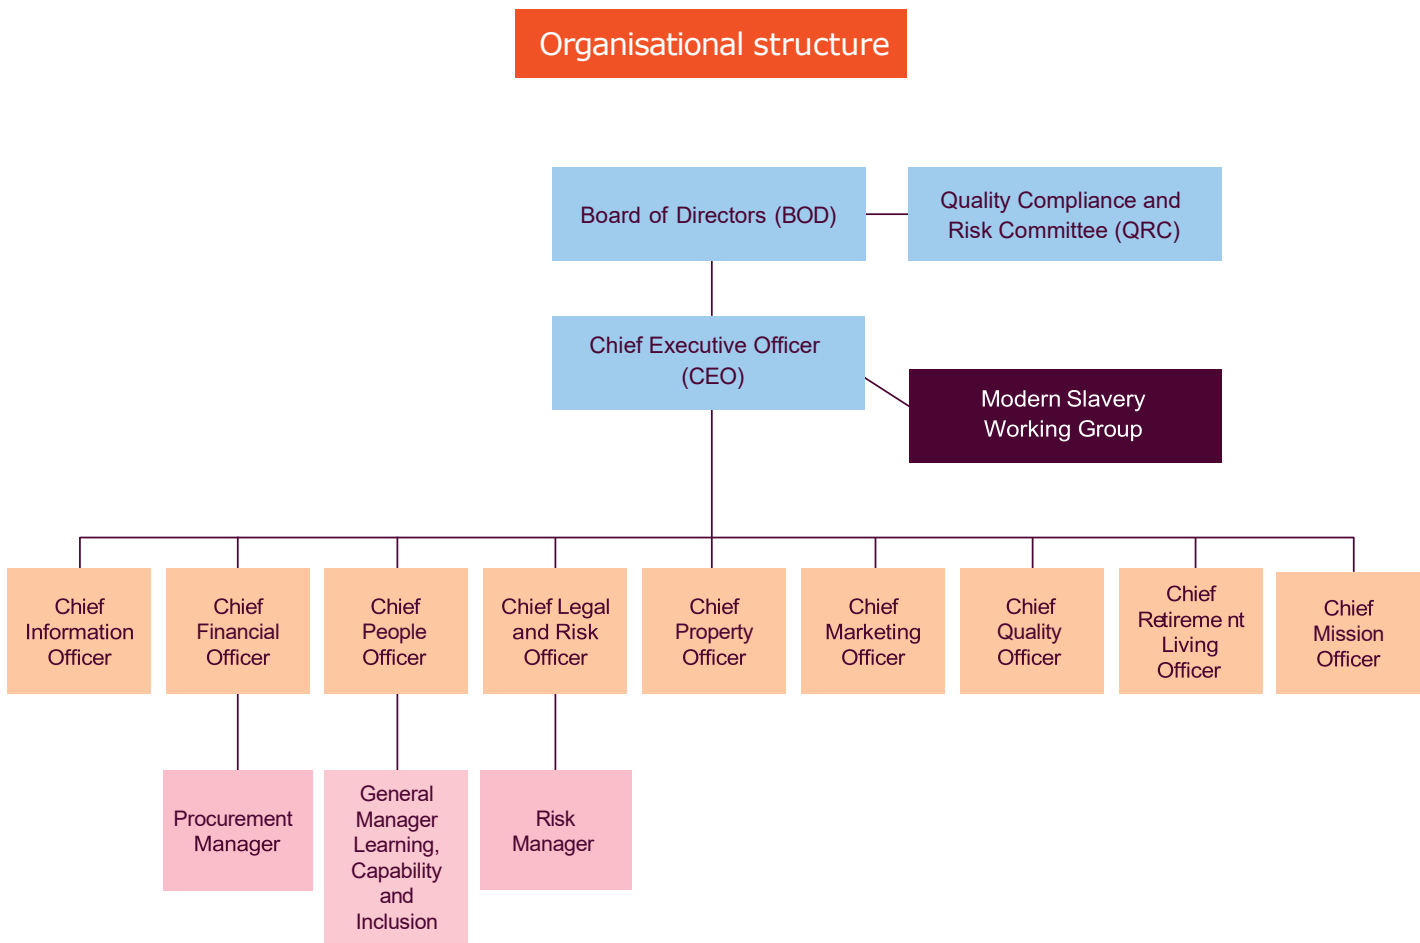 Organisational structure
Board of Directors (BOD)
Quality Compliance and
Risk Committee (QRC)
Chief Executive Officer
(CEO)
Modern Slavery
Working Group
Chief
Information
Officer
Chief
Financial
Officer
Chief
People
Officer
Chief Legal
and Risk
Officer
Chief
Property
Officer
Chief
Marketing
Officer
Chief
Quality
Officer
Chief
Retireme nt
Living
Officer
Chief
Mission
Officer
Procurement
Manager
General
Manager
Learning,
Capability
and
Inclusion
Risk
Manager